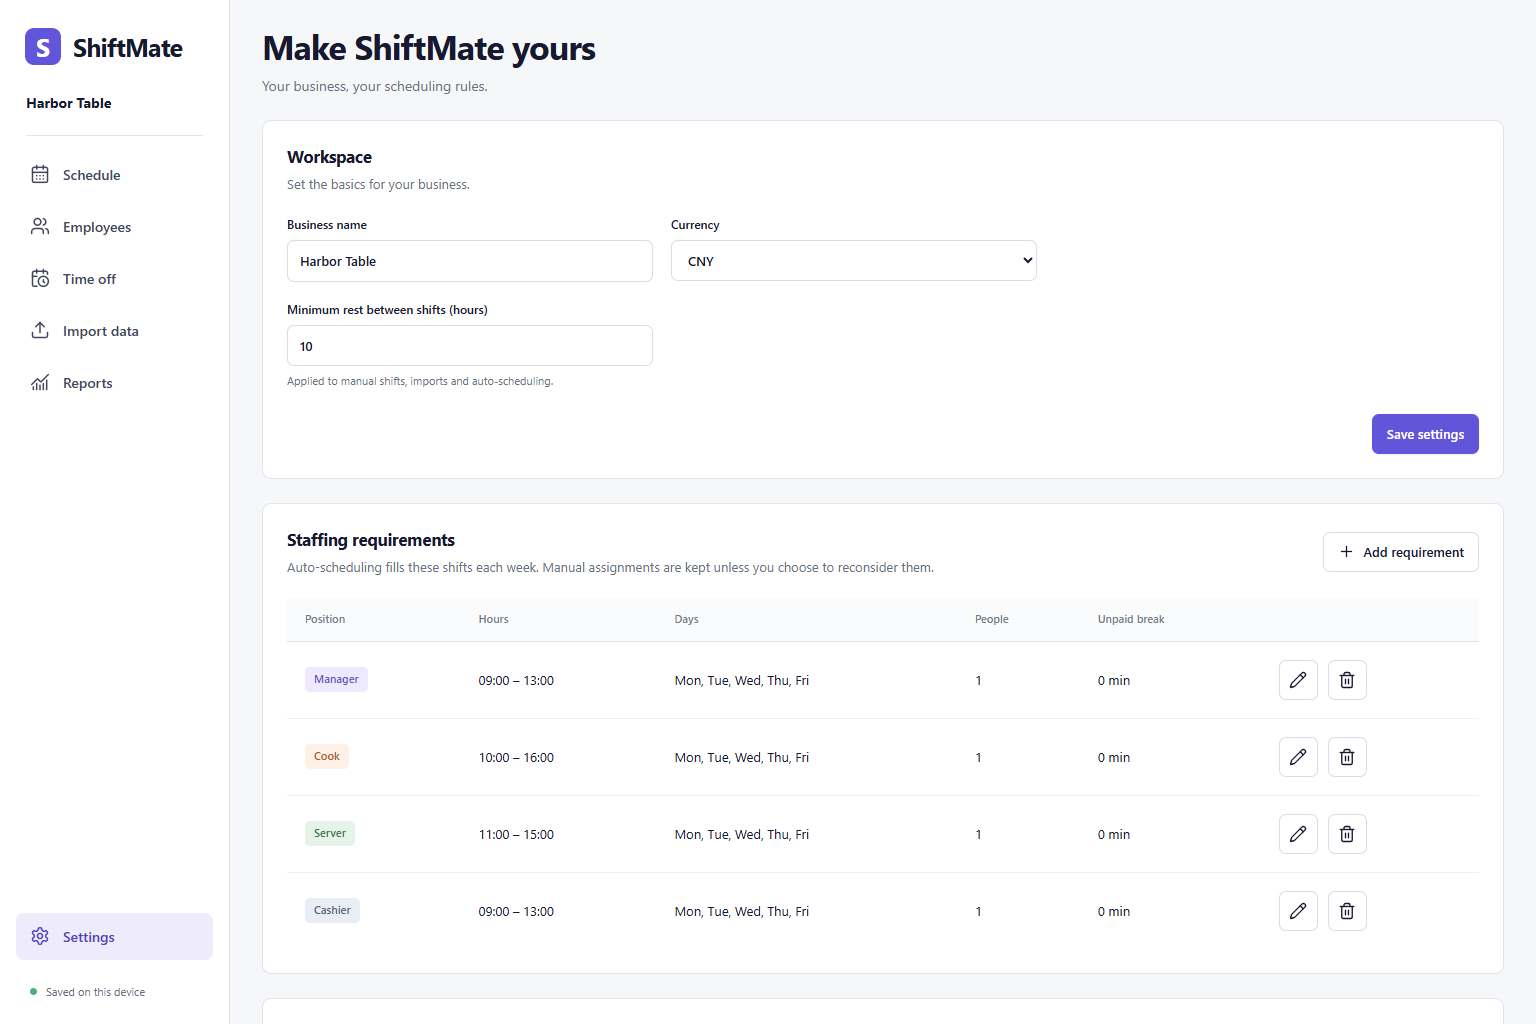 S ShiftMate
Harbor Table
Schedule
Employees
Time off
Import data
Reports
Settings
Saved on this device
Make ShiftMate yours
Your business, your scheduling rules.
Workspace
Set the basics for your business.
Business name Currency
Harbor Table CNY
Minimum rest between shifts (hours)
10
Applied to manual shifts, imports and auto-scheduling.
Save settings
Staffing requirements
Auto-scheduling fills these shifts each week. Manual assignments are kept unless you choose to reconsider them.
Add requirement
Position Hours Days People Unpaid break
Manager 09:00 – 13:00 Mon, Tue, Wed, Thu, Fri 1 0 min
Cook 10:00 – 16:00 Mon, Tue, Wed, Thu, Fri 1 0 min
Server 11:00 – 15:00 Mon, Tue, Wed, Thu, Fri 1 0 min
Cashier 09:00 – 13:00 Mon, Tue, Wed, Thu, Fri 1 0 min